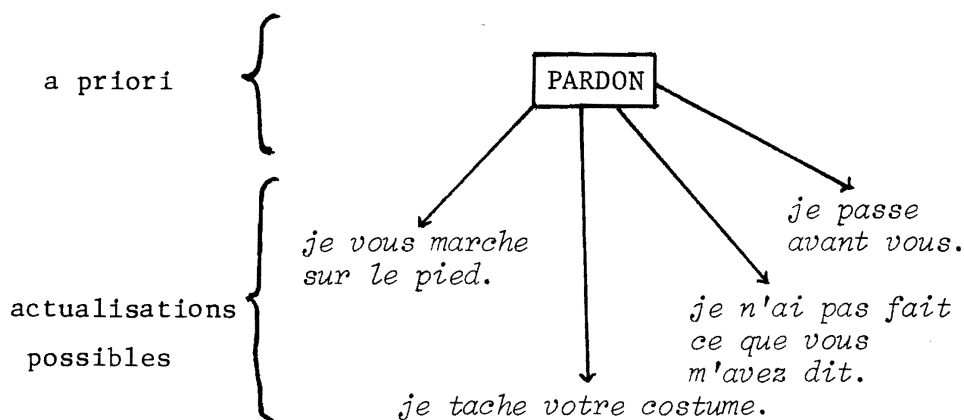 a priori
PARDON
je passe
avant vous.
je vous marche
sur le pied.
actualisations
possibles
je n'ai pas fait
ce que vous
m'avez dit.
je tache votre costume.